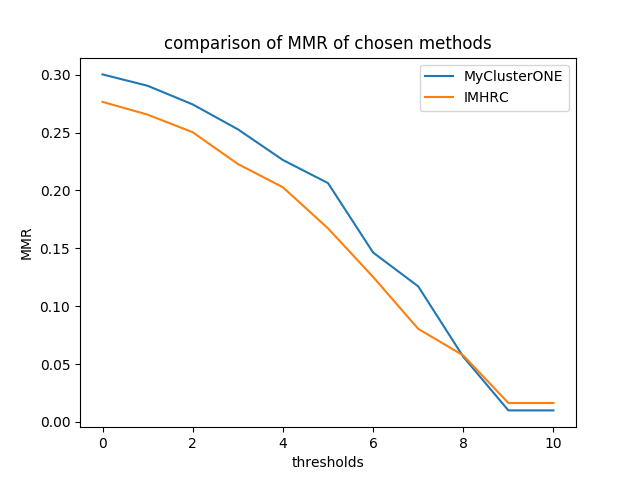 comparison of MMR of chosen methods
MyClusterONE
IMHRC
0.30
0.25
0.20
0.15
0.10
0.05
0.00
MMR
0 2 4 6 8 10
thresholds